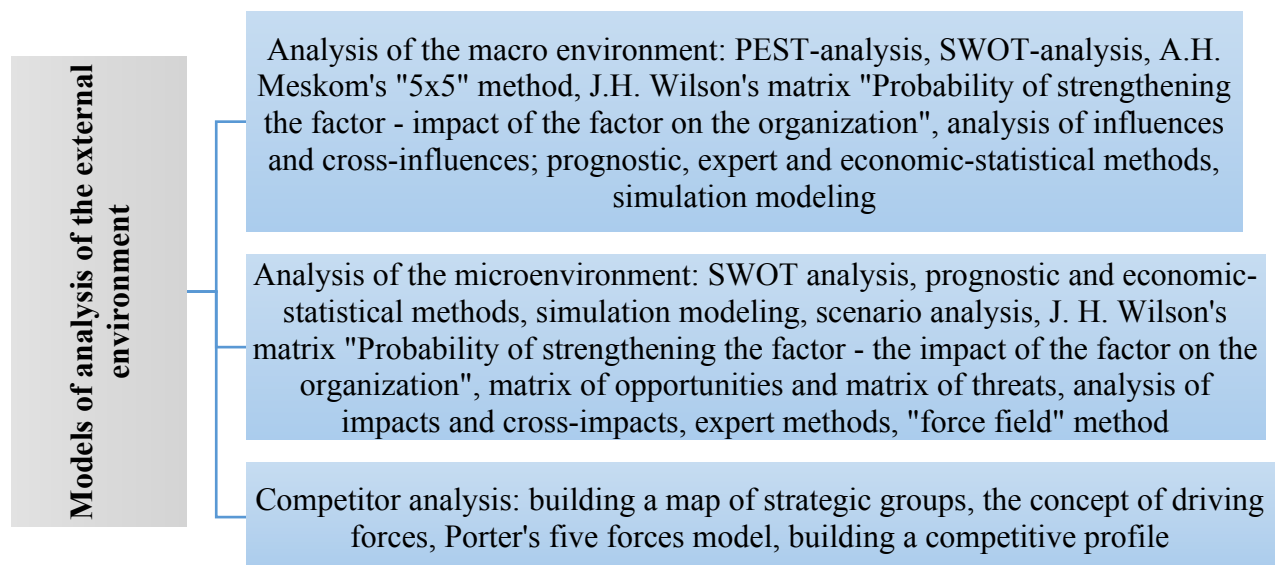 Models of analysis of the external
environment
Analysis of the macro environment: PEST-analysis, SWOT-analysis, A.H.
Meskom's "5x5" method, J.H. Wilson's matrix "Probability of strengthening
the factor - impact of the factor on the organization", analysis of influences
and cross-influences; prognostic, expert and economic-statistical methods,
simulation modeling
Analysis of the microenvironment: SWOT analysis, prognostic and economic-
statistical methods, simulation modeling, scenario analysis, J. H. Wilson's
matrix "Probability of strengthening the factor - the impact of the factor on the
organization", matrix of opportunities and matrix of threats, analysis of
impacts and cross-impacts, expert methods, "force field" method
Competitor analysis: building a map of strategic groups, the concept of driving
forces, Porter's five forces model, building a competitive profile